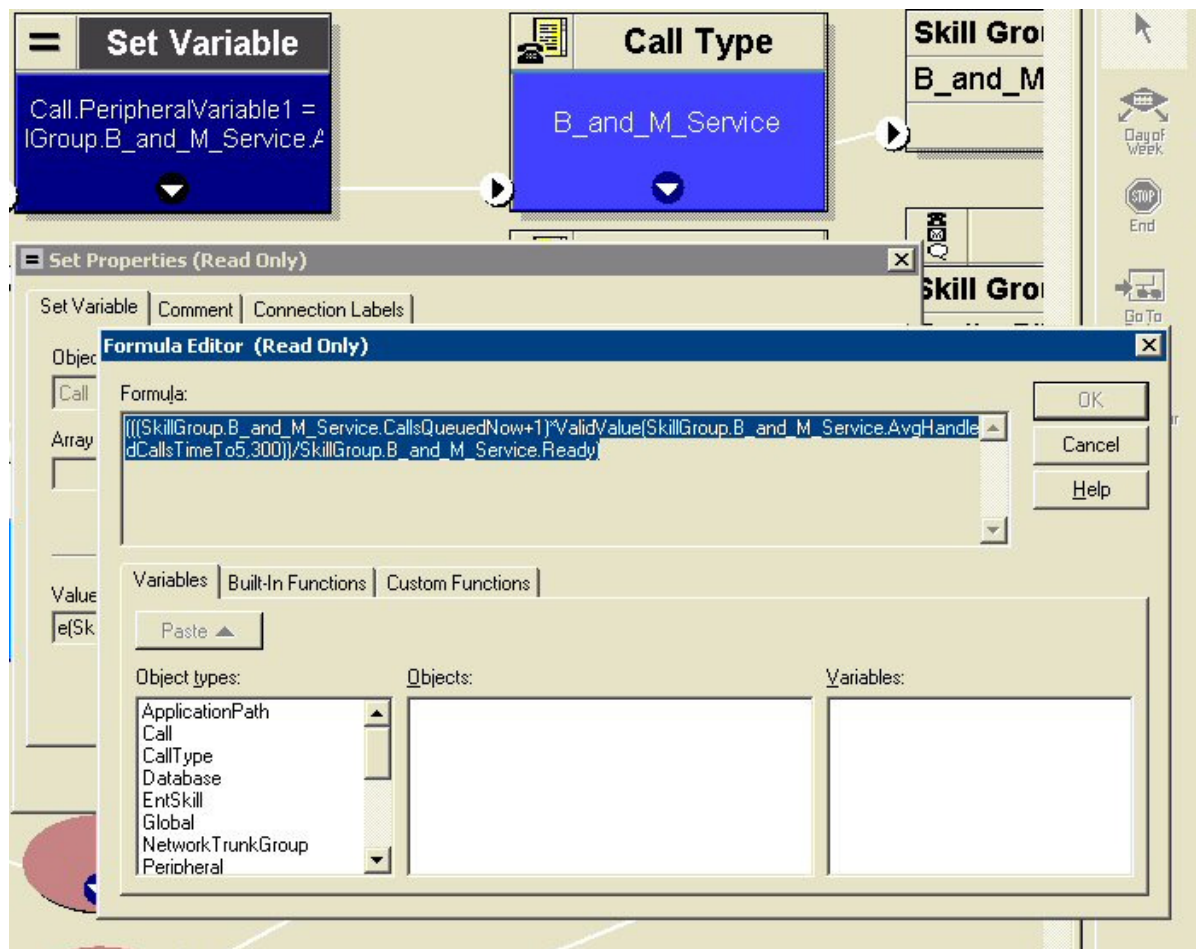 Set Variable
Call.PeripheralVariable1 =
lGroup.B_and_M_Service.A
Call Type
B_and_M_Service
Skill Gro
B_and_M
Day of
Week
STOP
End
Set Properties (Read Only)
Set Variable
Comment
Connection Labels
Skill Gro
Go To
Objec
Call
Array
Value
e(Sk
Formula Editor (Read Only)
Formula:
(((SkillGroup.B_and_M_Service.CallsQueuedNow+1)*ValidValue(SkillGroup.B_and_M_Service.AvgHandle
dCallsTimeTo5,300))/SkillGroup.B_and_M_Service.Ready)
OK
Cancel
Help
Variables
Built-In Functions
Custom Functions
Paste
Object types:
Objects:
Variables:
ApplicationPath
Call
CallType
Database
EntSkill
Global
NetworkTrunkGroup
Peripheral